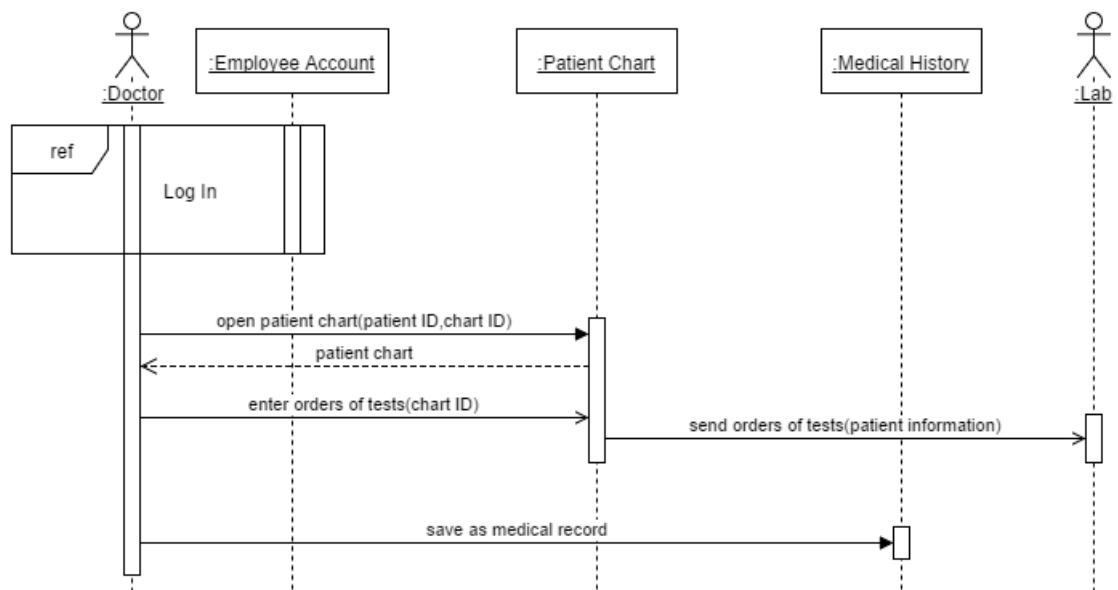 :Doctor
:Employee Account
:Patient Chart
:Medical History
:Lab
ref
Log In
open patient chart(patient ID,chart ID)
patient chart
enter orders of tests(chart ID)
send orders of tests(patient information)
save as medical record